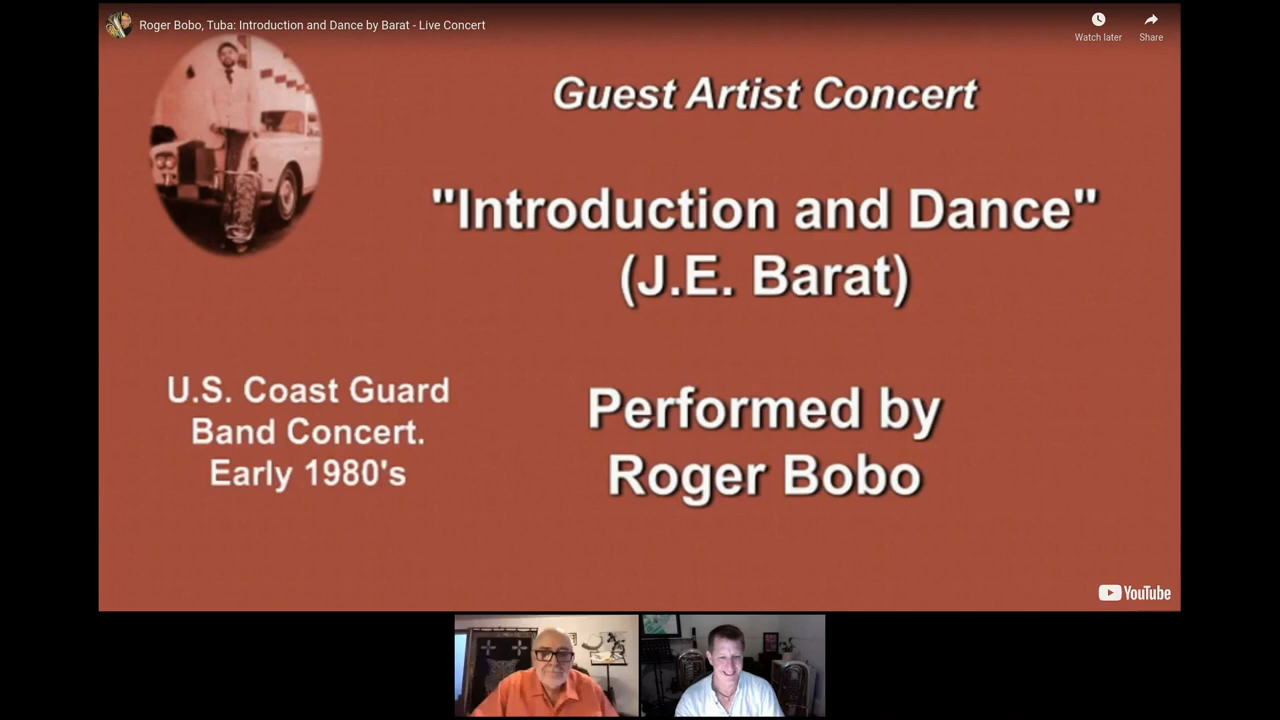 Roger Bobo, Tuba: Introduction and Dance by Barat - Live Concert
Watch later
Share
Guest Artist Concert
"Introduction and Dance"
(J.E. Barat)
U.S. Coast Guard
Band Concert.
Early 1980's
Performed by
Roger Bobo
YouTube